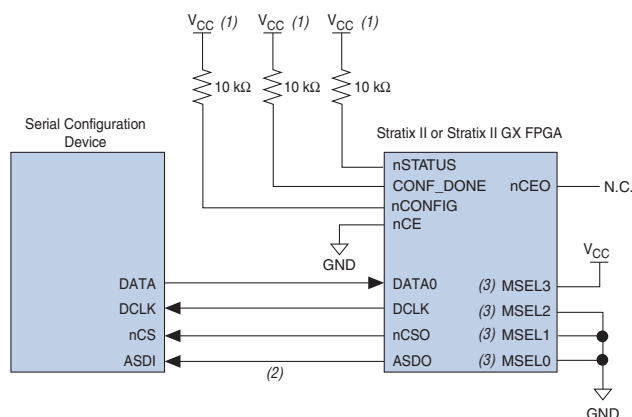 VCC (1) VCC (1) VCC (1)
10 kΩ 10 kΩ 10 kΩ
Serial Configuration
Device
Stratix II or Stratix II GX FPGA
nSTATUS
CONF_DONE nCEO N.C.
nCONFIG
nCE
GND
VCC
DATA DATA0 (3) MSEL3
DCLK DCLK (3) MSEL2
nCS nCSO (3) MSEL1
ASDI ASDO (3) MSEL0
(2)
GND